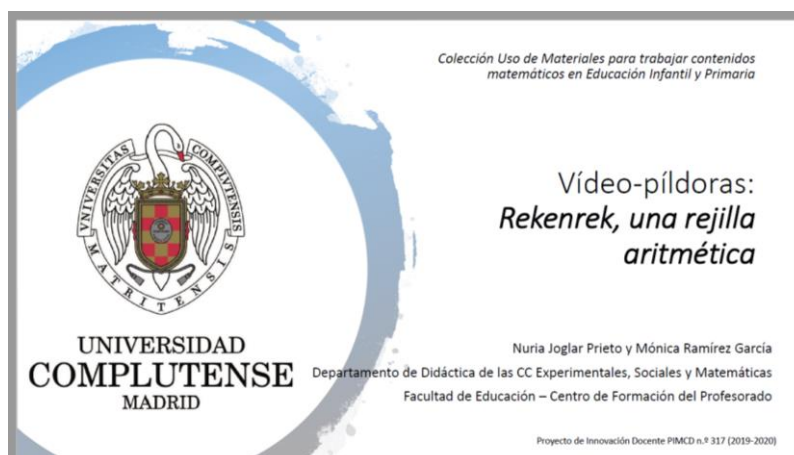 Colección Uso de Materiales para trabajar contenidos
matemáticos en Educación Infantil y Primaria
Vídeo-píldoras:
Rekenrek, una rejilla
aritmética
VNIVERSITAS COMPLVTENSIS
MATRITENSIS
UNIVERSIDAD
COMPLUTENSE
MADRID
Nuria Joglar Prieto y Mónica Ramírez García
Departamento de Didáctica de las CC Experimentales, Sociales y Matemáticas
Facultad de Educación – Centro de Formación del Profesorado
Proyecto de Innovación Docente PIMCD n.º 317 (2019-2020)